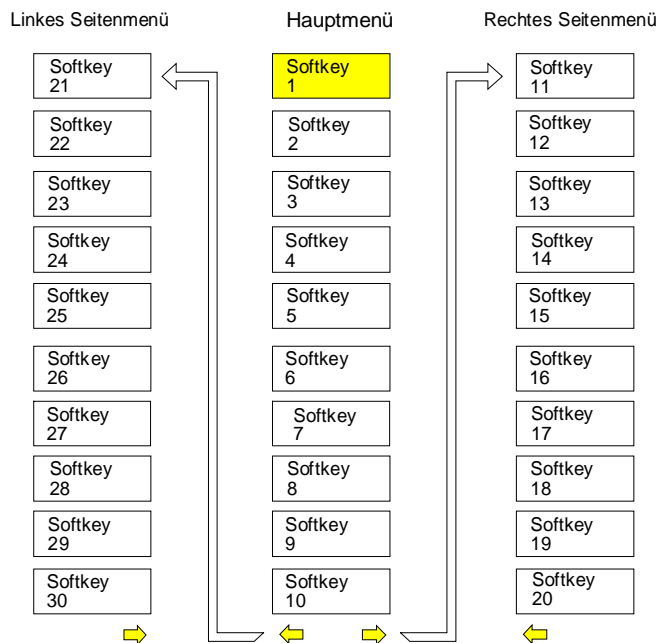 Linkes Seitenmenü
Softkey
21
Softkey
22
Softkey
23
Softkey
24
Softkey
25
Softkey
26
Softkey
27
Softkey
28
Softkey
29
Softkey
30
Hauptmenü
Softkey
1
Softkey
2
Softkey
3
Softkey
4
Softkey
5
Softkey
6
Softkey
7
Softkey
8
Softkey
9
Softkey
10
Rechtes Seitenmenü
Softkey
11
Softkey
12
Softkey
13
Softkey
14
Softkey
15
Softkey
16
Softkey
17
Softkey
18
Softkey
19
Softkey
20